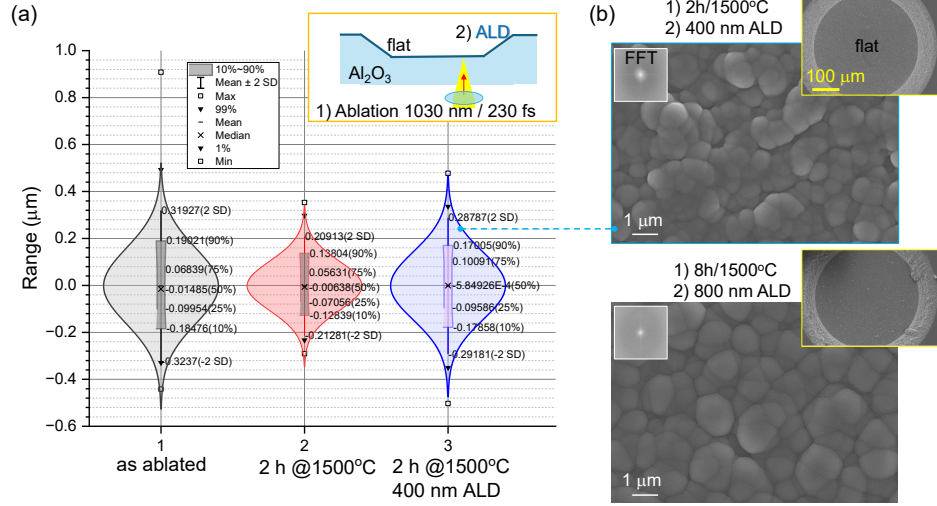 (a)
1.0
0.8
0.6
0.4
0.2
0.0
-0.2
-0.4
-0.6
Range (μm)
10%~90%
Mean ± 2 SD
Max
99%
Mean
Median
1%
Min
flat
2) ALD
Al₂O₃
1) Ablation 1030 nm / 230 fs
0.31927(2 SD)
0.19021(90%)
0.06839(75%)
-0.01485(50%)
-0.09954(25%)
-0.18476(10%)
-0.3237(-2 SD)
0.20913(2 SD)
0.13804(90%)
0.05631(75%)
-0.00638(50%)
-0.07056(25%)
-0.12839(10%)
-0.21281(-2 SD)
0.28787(2 SD)
0.17005(90%)
0.10091(75%)
-5.84926E-4(50%)
-0.09586(25%)
-0.17858(10%)
-0.29181(-2 SD)
1
as ablated
2
2 h @1500°C
3
2 h @1500°C
400 nm ALD
(b)
1) 2h/1500°C
2) 400 nm ALD
FFT
flat
100 μm
1 μm
1) 8h/1500°C
2) 800 nm ALD
1 μm